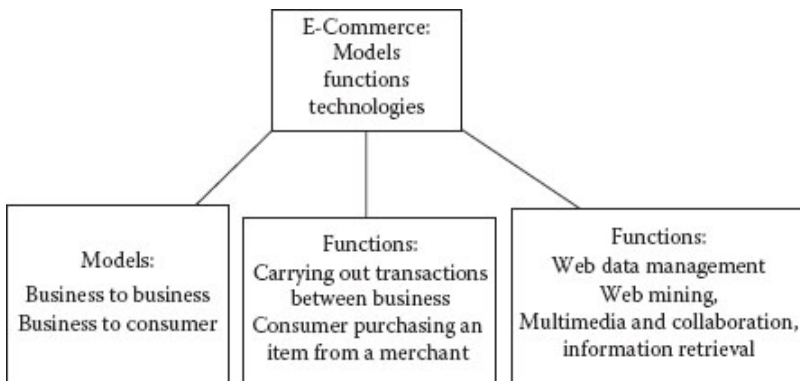 E-Commerce:
Models
functions
technologies
Models:
Business to business
Business to consumer
Functions:
Carrying out transactions
between business
Consumer purchasing an
item from a merchant
Functions:
Web data management
Web mining,
Multimedia and collaboration,
information retrieval